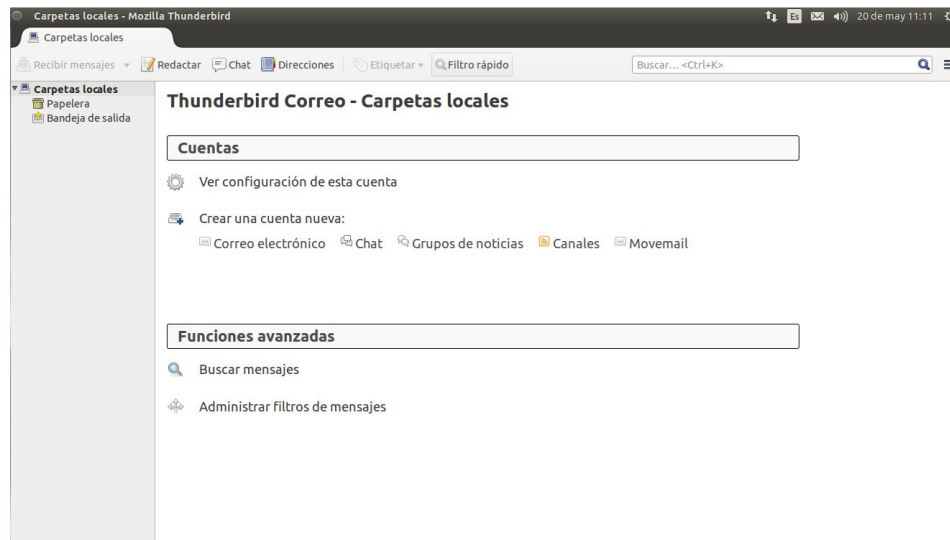 Carpetas locales - Mozilla Thunderbird
Es
20 de may 11:11
Carpetas locales
Recibir mensajes Redactar Chat Direcciones Etiquetar Filtro rápido Buscar... <Ctrl+K>
Carpetas locales
Papelera
Bandeja de salida
Thunderbird Correo - Carpetas locales
Cuentas
Ver configuración de esta cuenta
Crear una cuenta nueva:
Correo electrónico Chat Grupos de noticias Canales Movemail
Funciones avanzadas
Buscar mensajes
Administrar filtros de mensajes